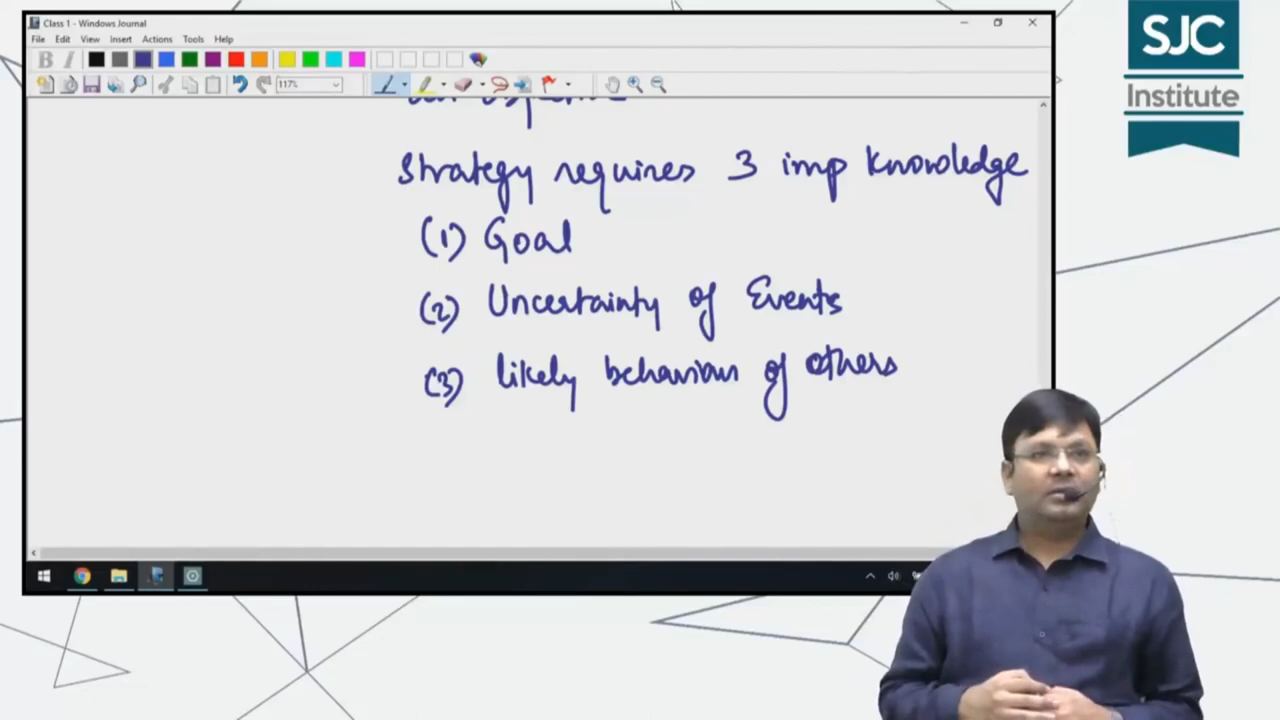 Class 1 - Windows Journal
File Edit View Insert Actions Tools Help
B I
117%
Strategy requires 3 imp knowledge
(1) Goal
(2) Uncertainty of Events
(3) likely behaviour of others
SJC
Institute